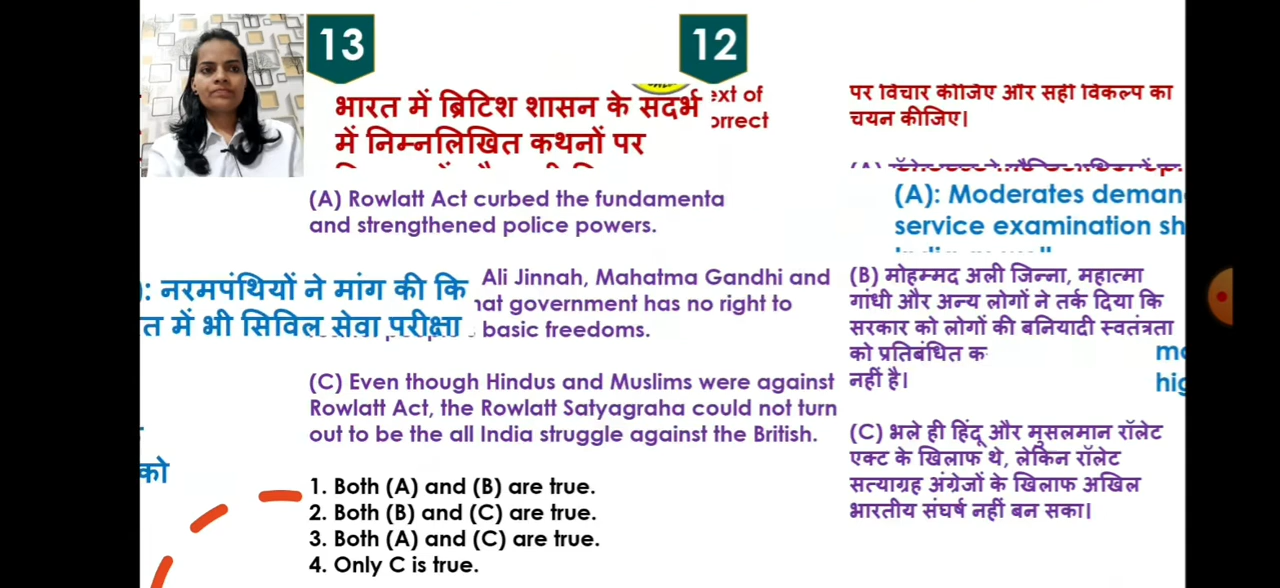 13
12
भारत में ब्रिटिश शासन के संदर्भ
में निम्नलिखित कथनों पर
ext of
orrect
पर विचार कीजिए और सही विकल्प का
चयन कीजिए।
(A) Rowlatt Act curbed the fundamenta
and strengthened police powers.
(A): Moderates deman
service examination sh
): नरमपंथियों ने मांग की कि
त में भी सिविल सेवा परीक्षा
Ali Jinnah, Mahatma Gandhi and
hat government has no right to
basic freedoms.
(B) मोहम्मद अली जिन्ना, महात्मा
गांधी और अन्य लोगों ने तर्क दिया कि
सरकार को लोगों की बुनियादी स्वतंत्रता
को प्रतिबंधित क
नहीं है।
(C) Even though Hindus and Muslims were against
Rowlatt Act, the Rowlatt Satyagraha could not turn
out to be the all India struggle against the British.
(C) भले ही हिंदू और मुसलमान रॉलेट
एक्ट के खिलाफ थे, लेकिन रॉलेट
सत्याग्रह अंग्रेजों के खिलाफ अखिल
भारतीय संघर्ष नहीं बन सका।
को
1. Both (A) and (B) are true.
2. Both (B) and (C) are true.
3. Both (A) and (C) are true.
4. Only C is true.